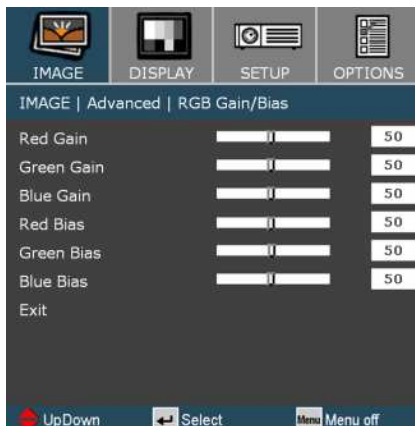 IMAGE DISPLAY SETUP OPTIONS
IMAGE | Advanced | RGB Gain/Bias
Red Gain 50
Green Gain 50
Blue Gain 50
Red Bias 50
Green Bias 50
Blue Bias 50
Exit
UpDown Select Menu Menu off